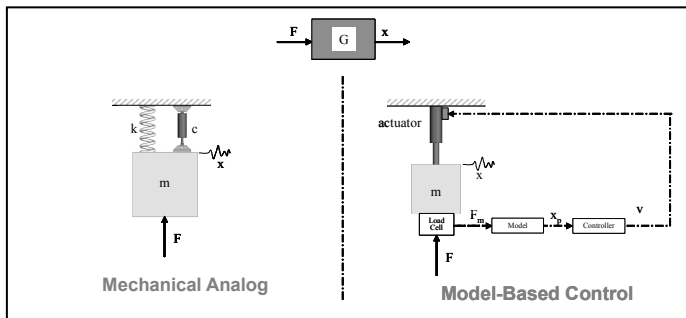 F
G
x
k
c
x
m
F
Mechanical Analog
actuator
x
m
Load
Cell
F
F_m
Model
x_p
Controller
v
Model-Based Control